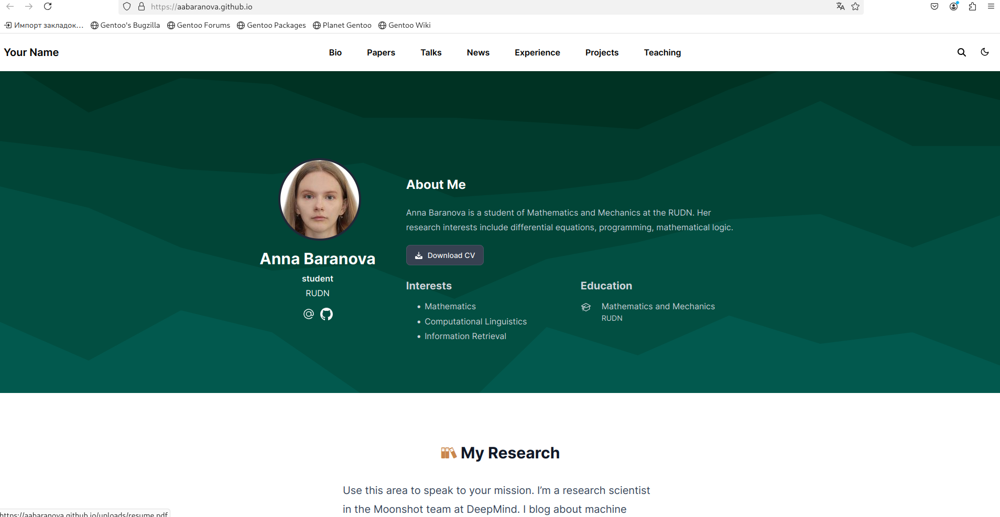 https://aabaranova.github.io
Импорт закладок... Gentoo's Bugzilla Gentoo Forums Gentoo Packages Planet Gentoo Gentoo Wiki
Your Name Bio Papers Talks News Experience Projects Teaching
About Me
Anna Baranova is a student of Mathematics and Mechanics at the RUDN. Her
research interests include differential equations, programming, mathematical logic.
Download CV
Anna Baranova
student
RUDN
Interests
Mathematics
Computational Linguistics
Information Retrieval
Education
Mathematics and Mechanics
RUDN
My Research
Use this area to speak to your mission. I'm a research scientist
in the Moonshot team at DeepMind. I blog about machine
https://aabaranova.github.io/uploads/resume.pdf